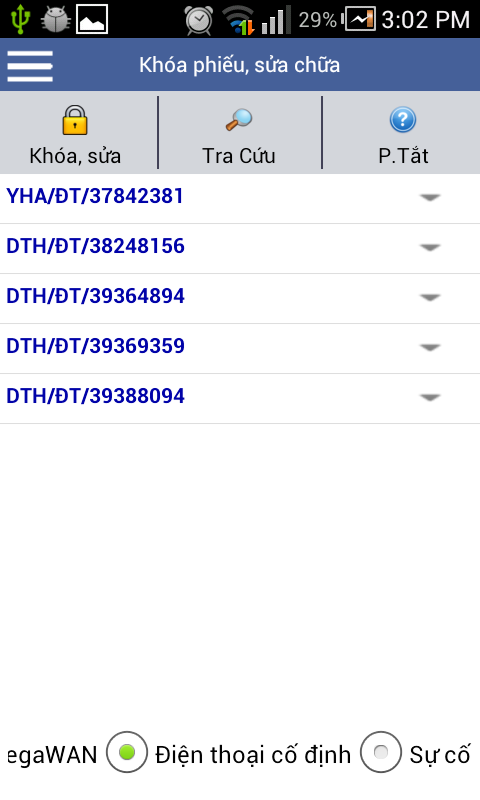 29% 3:02 PM
Khóa phiếu, sửa chữa
Khóa, sửa Tra Cứu P.Tắt
YHA/ĐT/37842381
DTH/ĐT/38248156
DTH/ĐT/39364894
DTH/ĐT/39369359
DTH/ĐT/39388094
egaWAN Điện thoại cố định Sự cố